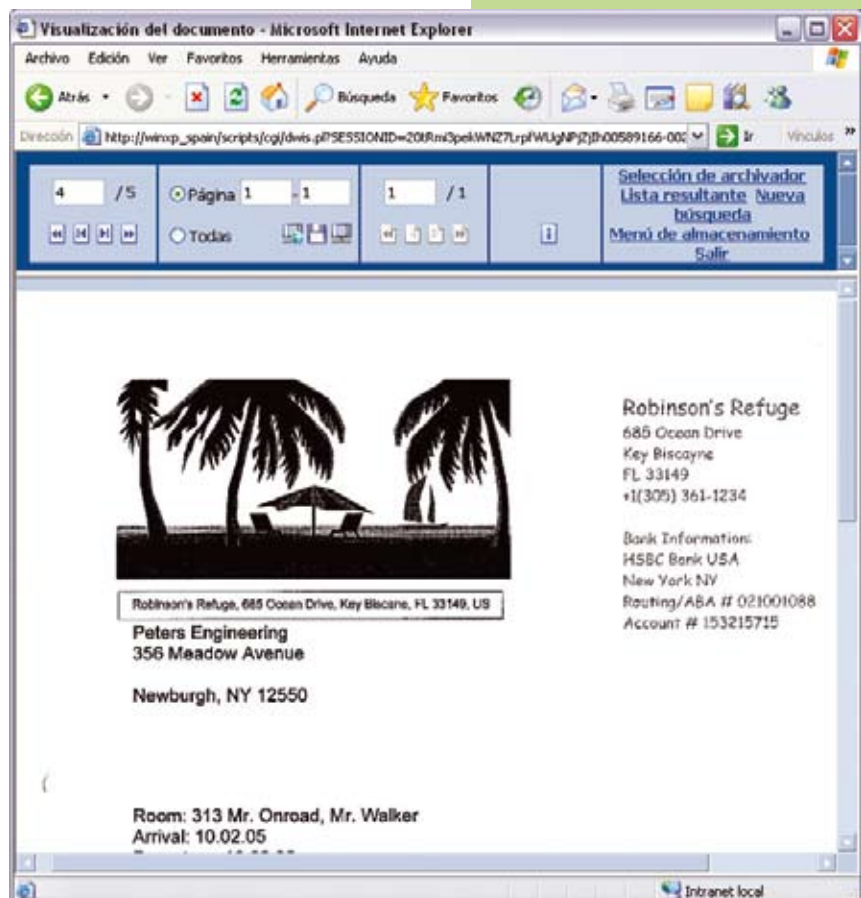 Visualización del documento - Microsoft Internet Explorer
Archivo Edición Ver Favoritos Herramientas Ayuda
Atrás Búsqueda Favoritos
Dirección Ir Vínculos »
4 / 5
Página 1 - 1
1 / 1
Todas
Selección de archivador
Lista resultante Nueva
búsqueda
Menú de almacenamiento
Salir
Robinson's Refuge
685 Ocean Drive
Key Biscayne
FL 33149
+1(305) 361-1234
Bank Information:
HSBC Bank USA
New York NY
Routing/ABA # 021001088
Account # 153215715
Robinson's Refuge, 685 Ocean Drive, Key Biscane, FL 33149, US
Peters Engineering
356 Meadow Avenue
Newburgh, NY 12550
Room: 313 Mr. Onroad, Mr. Walker
Arrival: 10.02.05
Intranet local